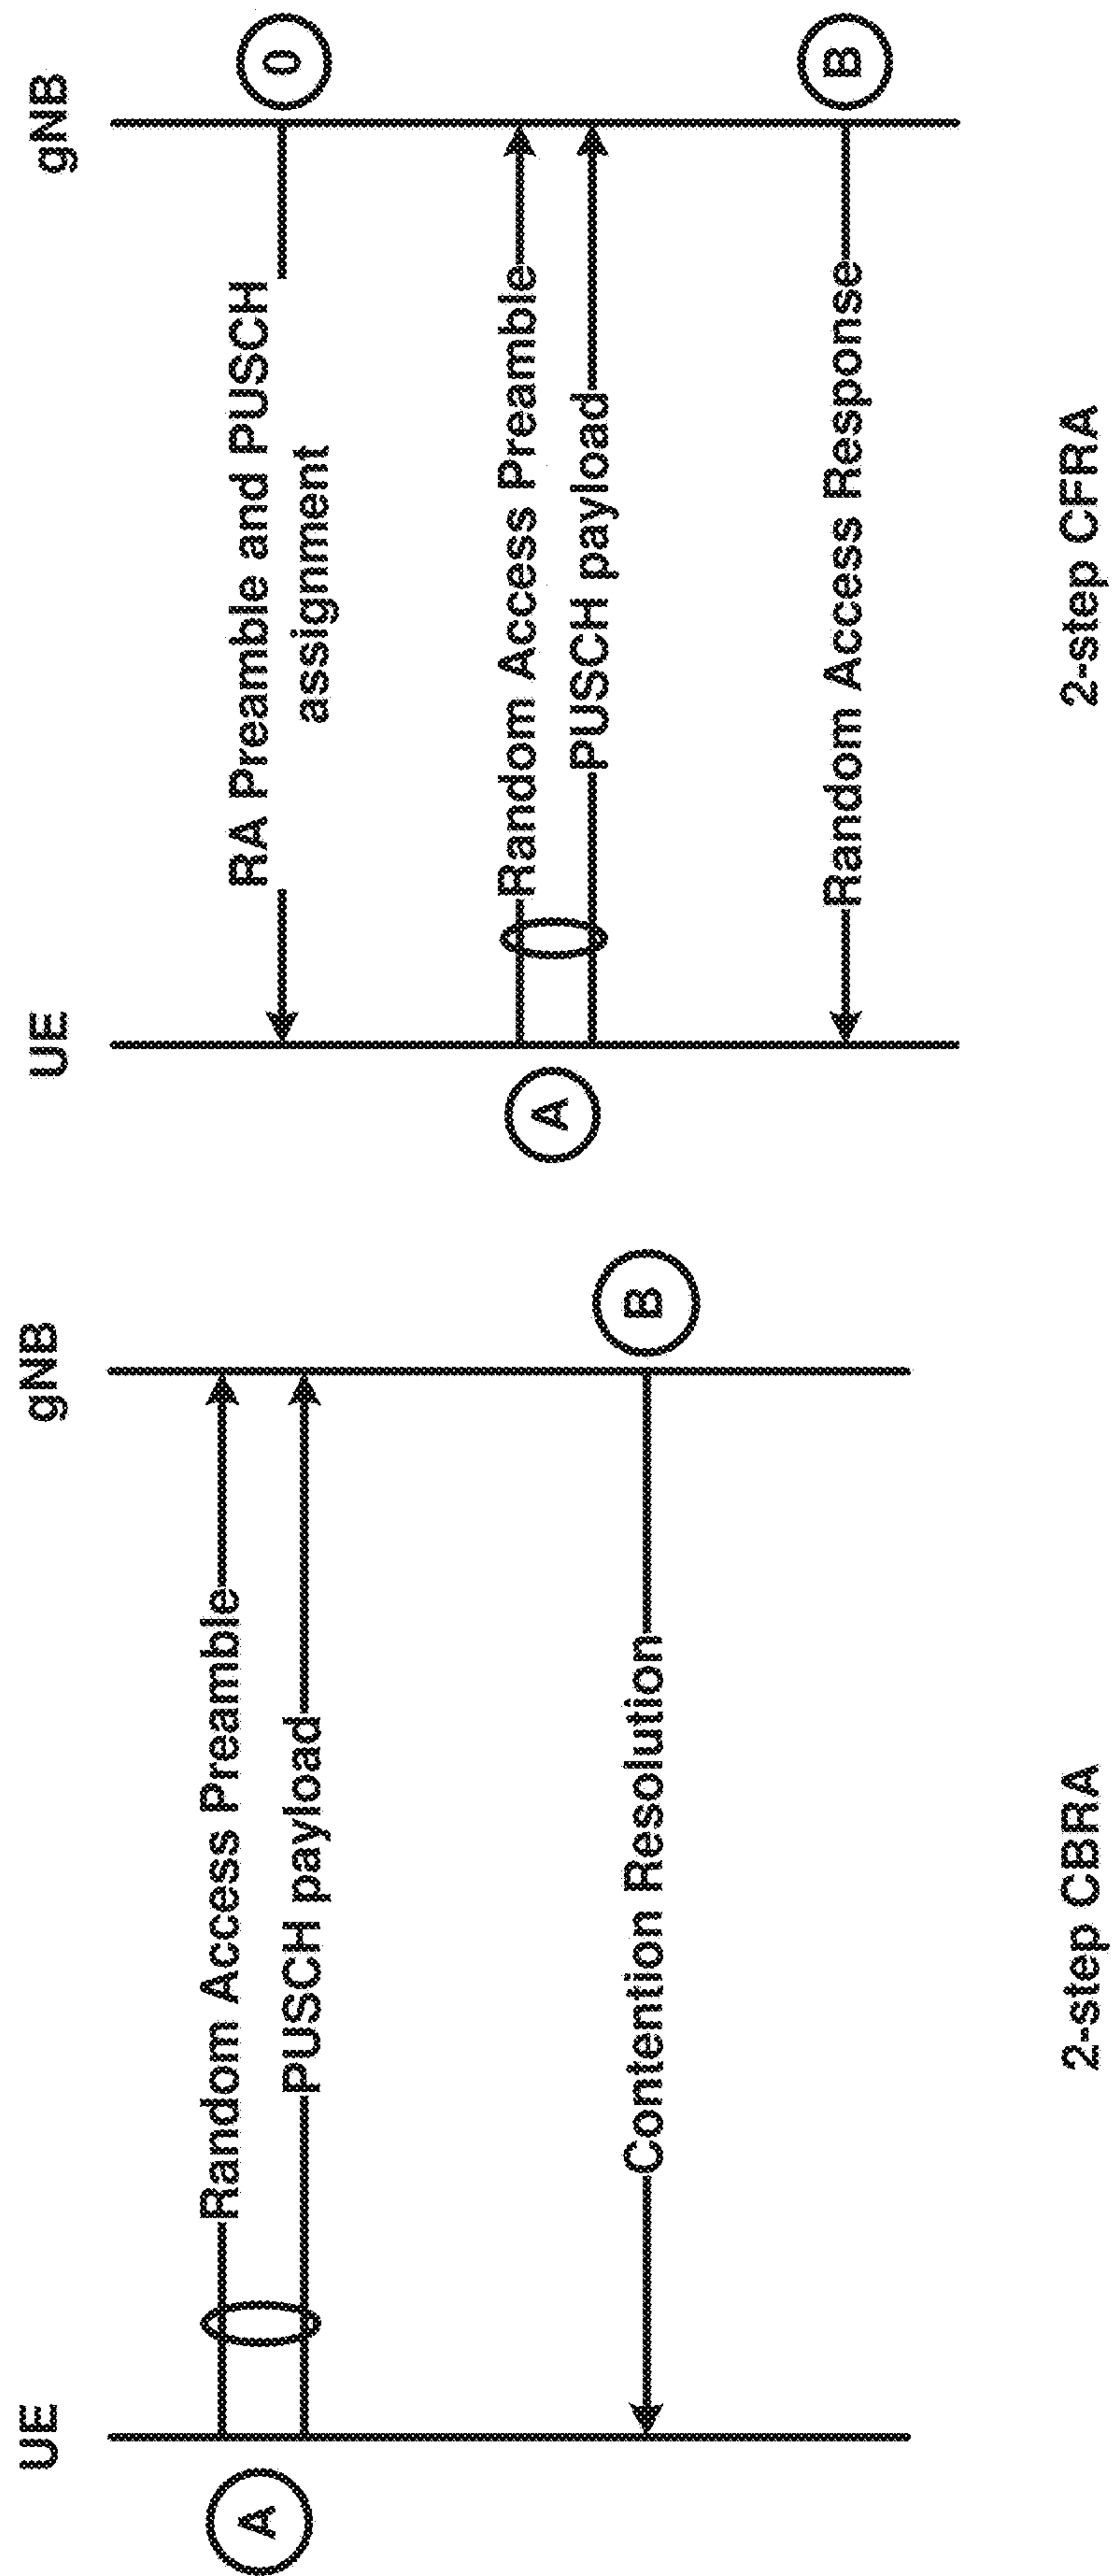 UE
gNB
A
Random Access Preamble
PUSCH payload
B
Contention Resolution
2-step CBRA
UE
gNB
0
RA Preamble and PUSCH
assignment
A
Random Access Preamble
PUSCH payload
B
Random Access Response
2-step CFRA